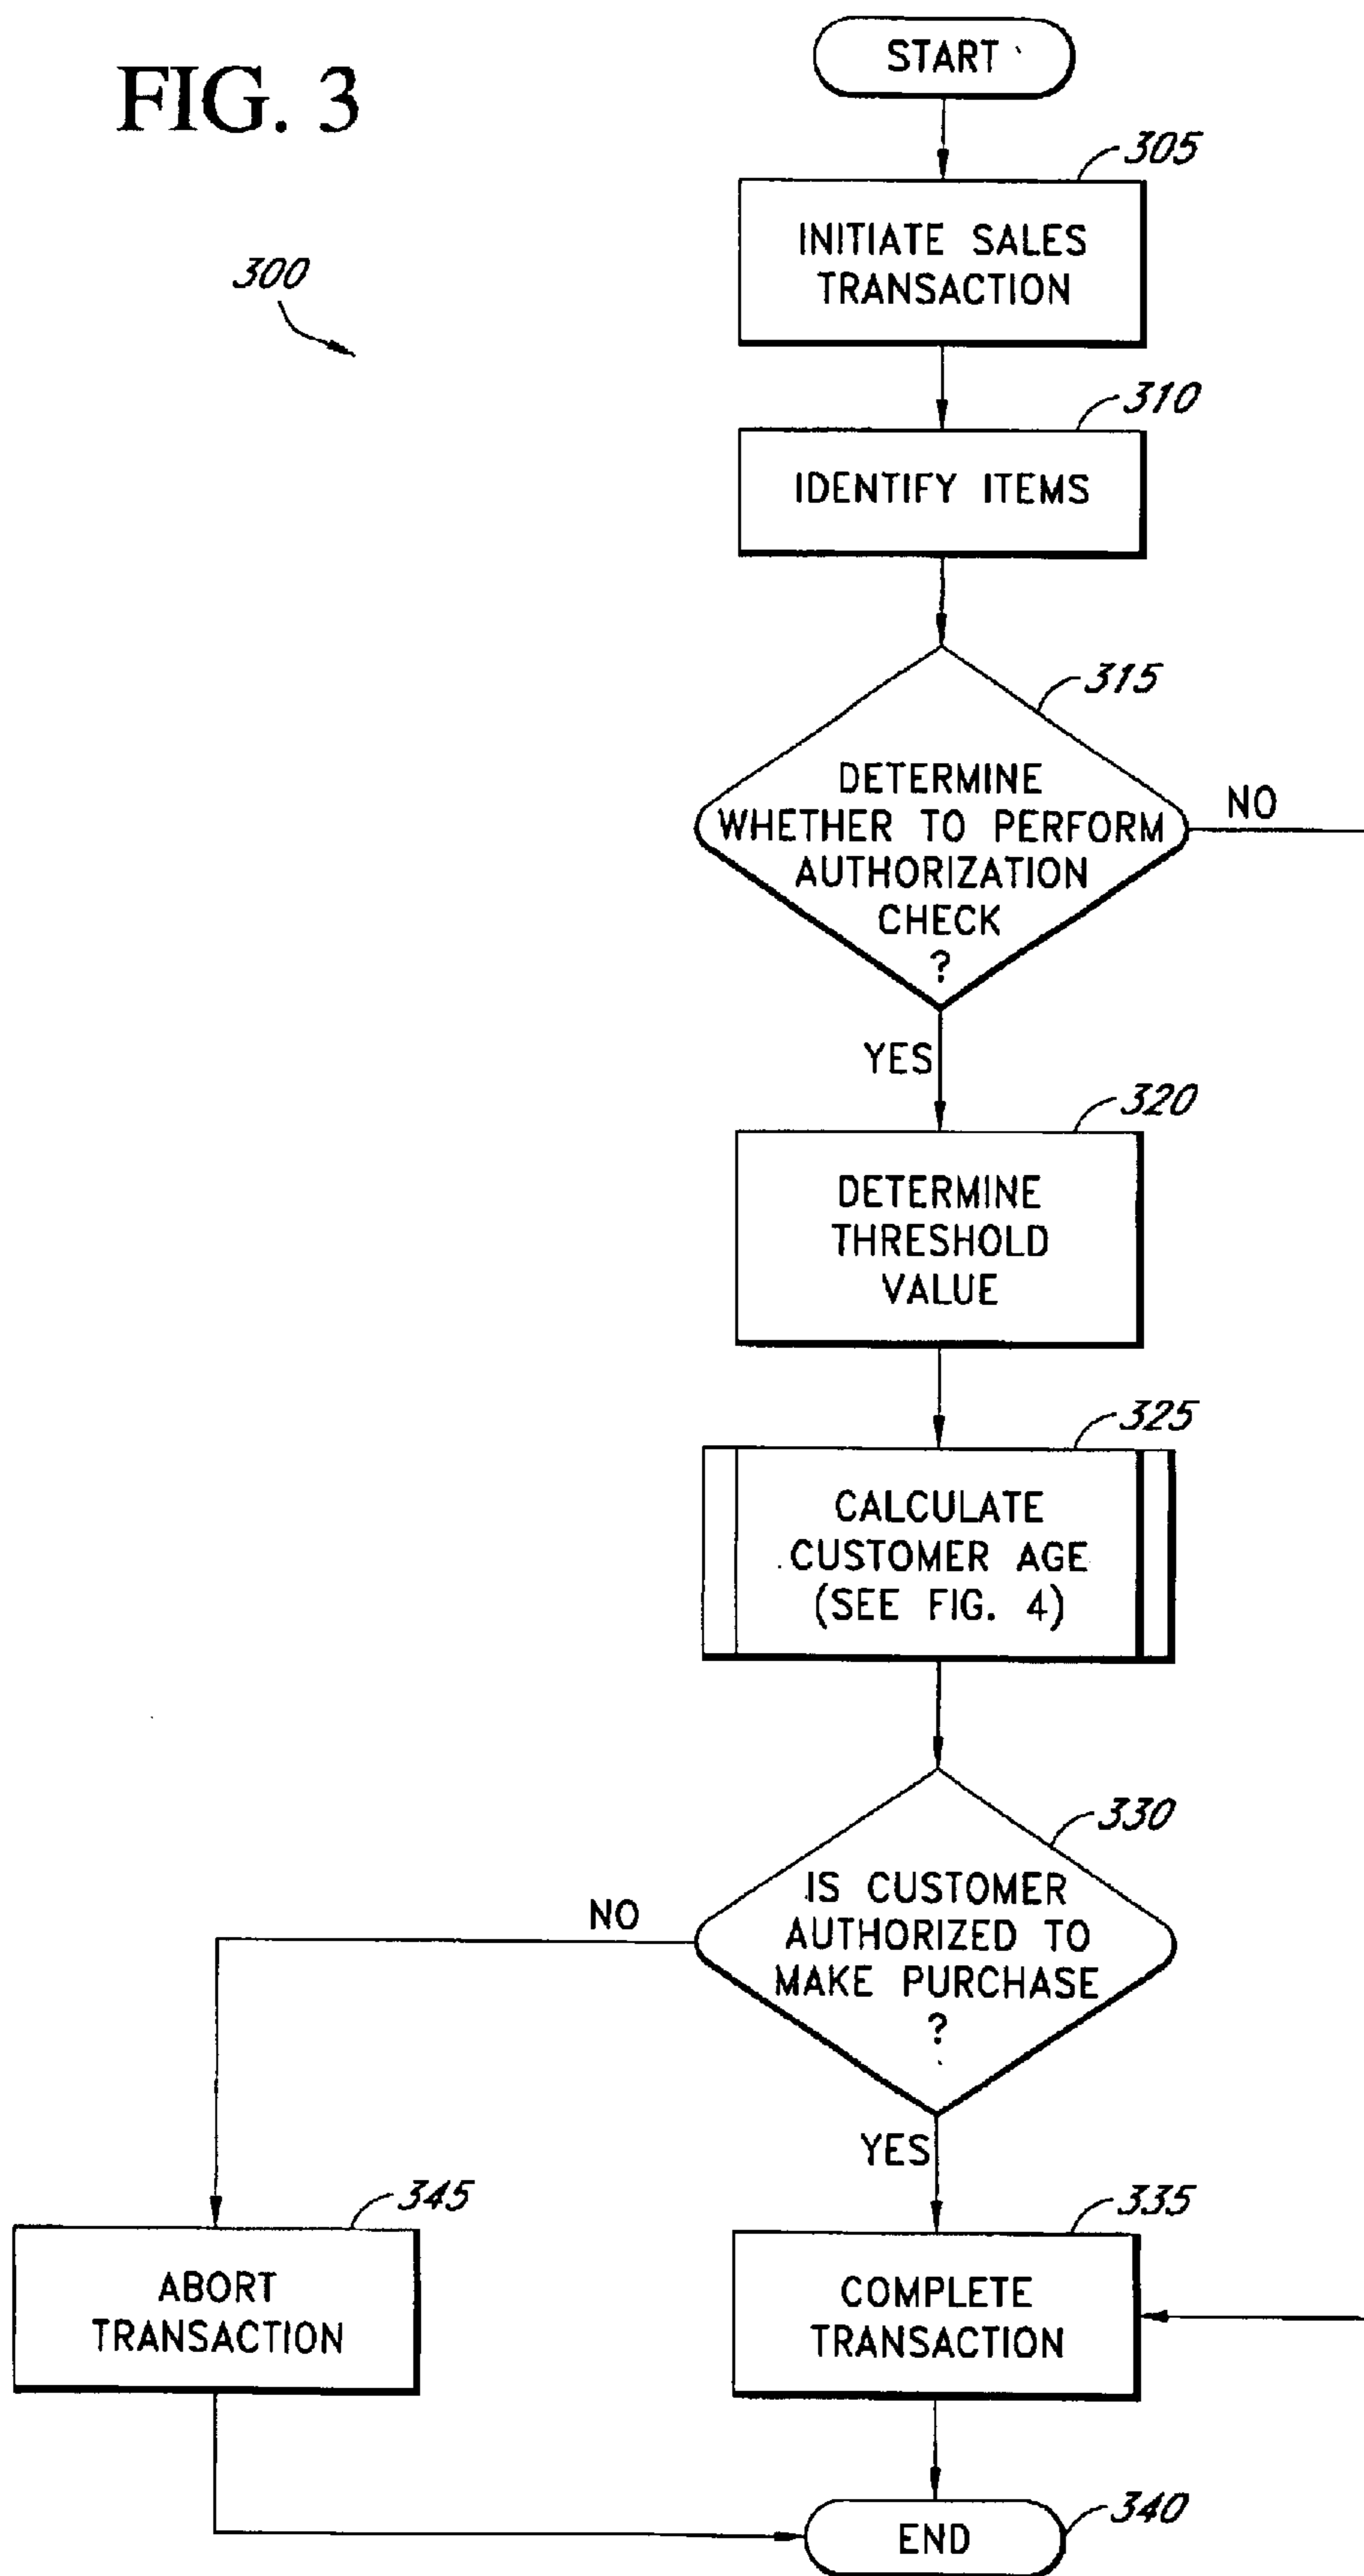 FIG. 3
START
305
INITIATE SALES
TRANSACTION
300
310
IDENTIFY ITEMS
315
DETERMINE
WHETHER TO PERFORM
AUTHORIZATION
CHECK
?
NO
YES
320
DETERMINE
THRESHOLD
VALUE
325
CALCULATE
CUSTOMER AGE
(SEE FIG. 4)
330
IS CUSTOMER
AUTHORIZED TO
MAKE PURCHASE
?
NO
YES
345
ABORT
TRANSACTION
335
COMPLETE
TRANSACTION
END
340